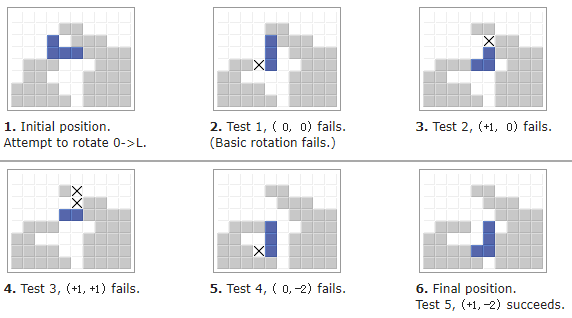 1. Initial position.
Attempt to rotate 0->L.
2. Test 1, ( 0, 0) fails.
(Basic rotation fails.)
3. Test 2, (+1, 0) fails.
4. Test 3, (+1,+1) fails.
5. Test 4, ( 0,-2) fails.
6. Final position.
Test 5, (+1,-2) succeeds.